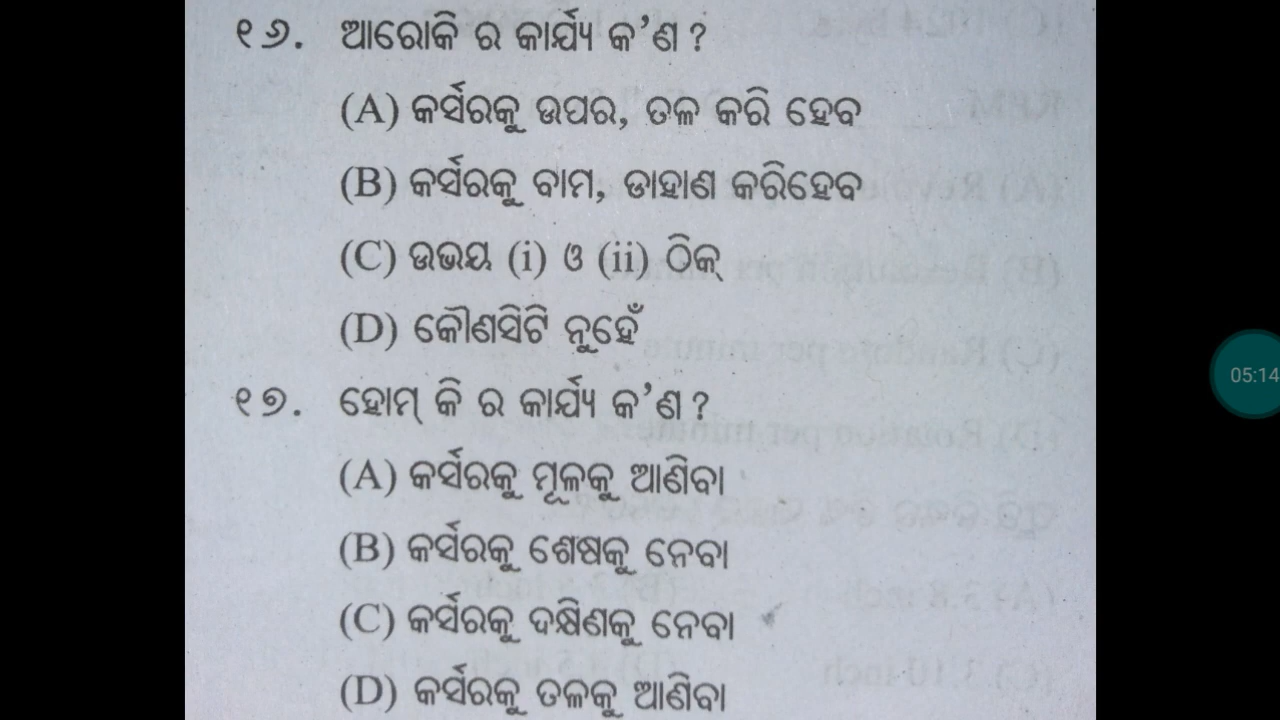 ୧୬. ଆରୋକି ର କାର୍ଯ୍ୟ କ'ଣ ?
(A) କର୍ସରକୁ ଉପର, ତଳ କରି ହେବ
(B) କର୍ସରକୁ ବାମ, ଡାହାଣ କରିହେବ
(C) ଉଭୟ (i) ଓ (ii) ଠିକ୍
(D) କୌଣସିଟି ନୁହେଁ
୧୭. ହୋମ୍ କି ର କାର୍ଯ୍ୟ କ'ଣ ?
(A) କର୍ସରକୁ ମୂଳକୁ ଆଣିବା
(B) କର୍ସରକୁ ଶେଷକୁ ନେବା
(C) କର୍ସରକୁ ଦକ୍ଷିଣକୁ ନେବା
(D) କର୍ସରକୁ ତଳକୁ ଆଣିବା
05:14